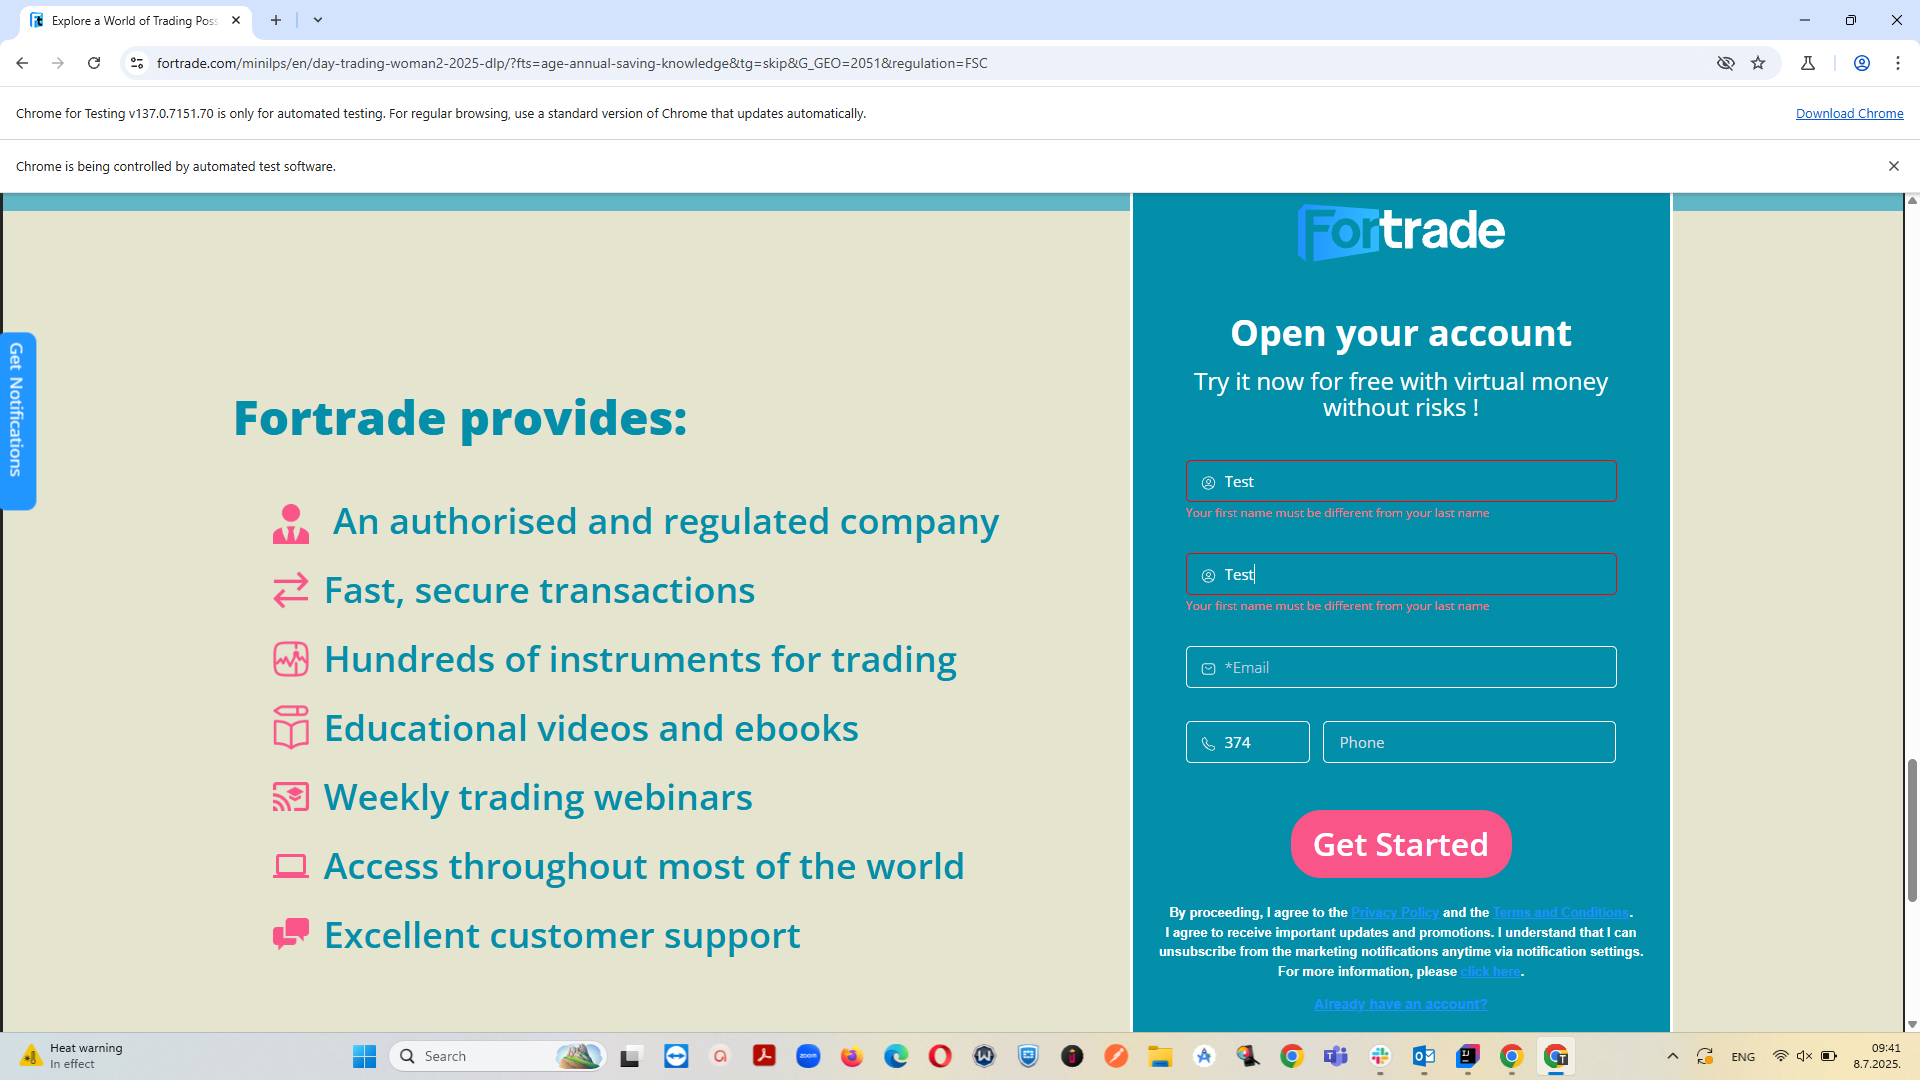 Explore a World of Trading Poss
fortrade.com/minilps/en/day-trading-woman2-2025-dlp/?fts=age-annual-saving-knowledge&tg=skip&G_GEO=2051&regulation=FSC
Chrome for Testing v137.0.7151.70 is only for automated testing. For regular browsing, use a standard version of Chrome that updates automatically.
Download Chrome
Chrome is being controlled by automated test software.
Get Notifications
Fortrade provides:
An authorised and regulated company
Fast, secure transactions
Hundreds of instruments for trading
Educational videos and ebooks
Weekly trading webinars
Access throughout most of the world
Excellent customer support
Fortrade
Open your account
Try it now for free with virtual money
without risks !
Test
Your first name must be different from your last name
Test
Your first name must be different from your last name
*Email
374
Phone
Get Started
By proceeding, I agree to the Privacy Policy and the Terms and Conditions.
I agree to receive important updates and promotions. I understand that I can
unsubscribe from the marketing notifications anytime via notification settings.
For more information, please click here.
Already have an account?
Heat warning
In effect
Search
zoom
ENG
09:41
8.7.2025.